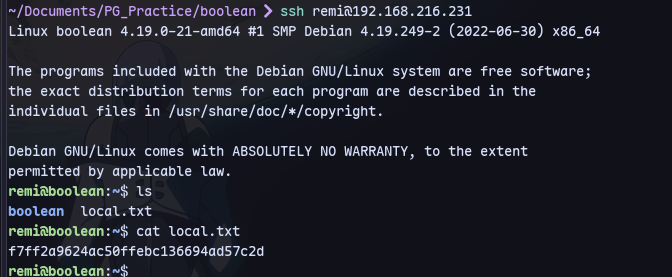 ~/Documents/PG_Practice/boolean ❯ ssh remi@192.168.216.231
Linux boolean 4.19.0-21-amd64 #1 SMP Debian 4.19.249-2 (2022-06-30) x86_64
The programs included with the Debian GNU/Linux system are free software;
the exact distribution terms for each program are described in the
individual files in /usr/share/doc/*/copyright.
Debian GNU/Linux comes with ABSOLUTELY NO WARRANTY, to the extent
permitted by applicable law.
remi@boolean:~$ ls
boolean  local.txt
remi@boolean:~$ cat local.txt
f7ff2a9624ac50ffebc136694ad57c2d
remi@boolean:~$